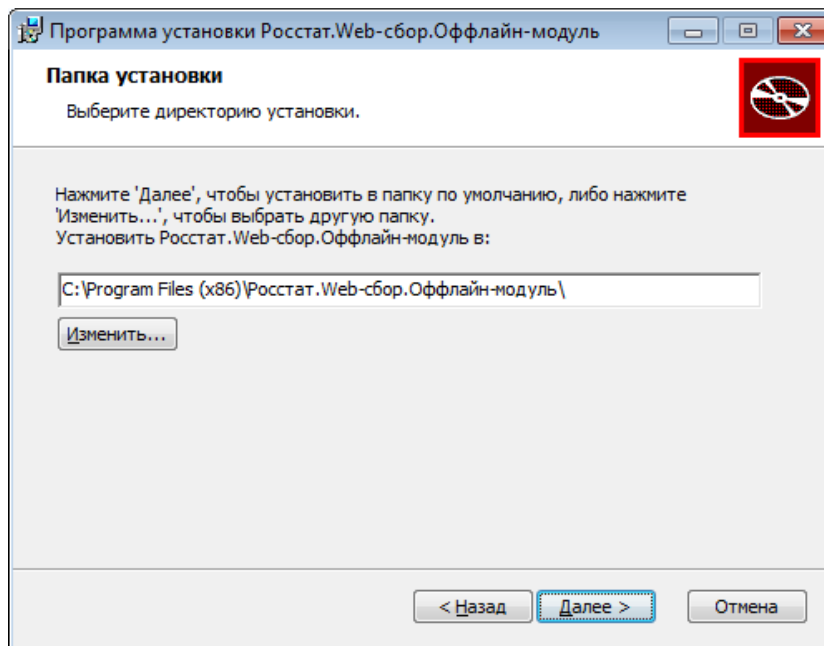 Программа установки Росстат.Web-сбор.Оффлайн-модуль
Папка установки
Выберите директорию установки.
Нажмите 'Далее', чтобы установить в папку по умолчанию, либо нажмите
'Изменить...', чтобы выбрать другую папку.
Установить Росстат.Web-сбор.Оффлайн-модуль в:
C:\Program Files (x86)\Росстат.Web-сбор.Оффлайн-модуль\
Изменить...
< Назад Далее > Отмена